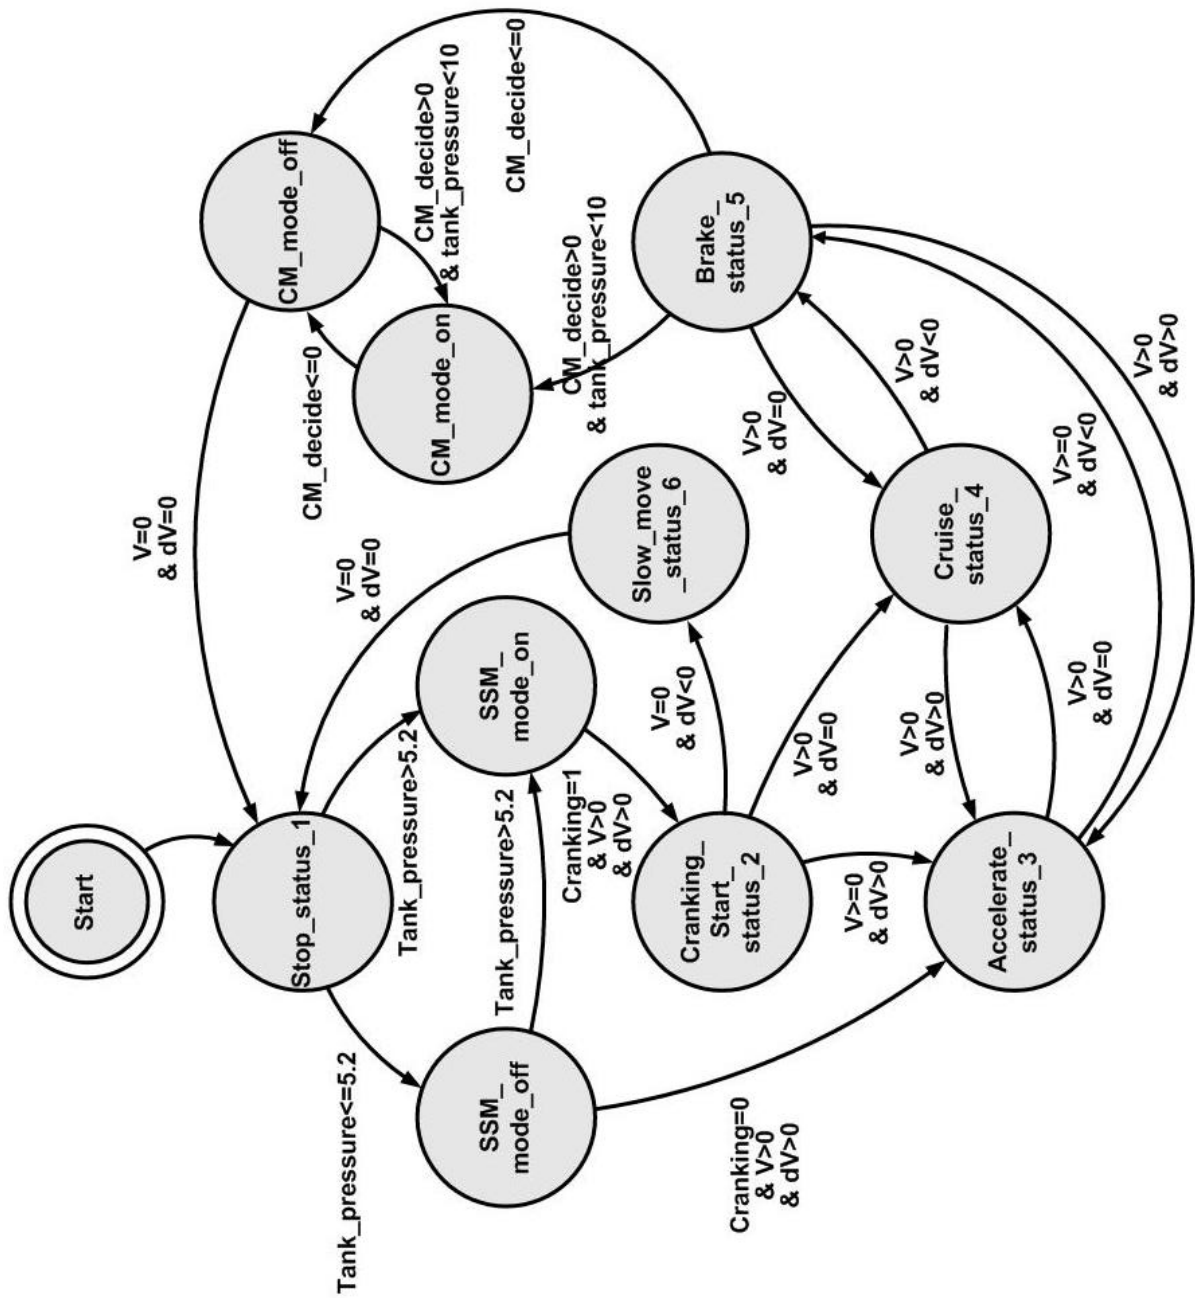 Start
V=0
& dV=0
Stop_status_1
CM_mode_off
CM_decide<=0
Tank_pressure<=5.2
V=0
& dV=0
Tank_pressure>5.2
CM_mode_on
CM_decide>0
& tank_pressure<10
SSM_
mode_off
Tank_pressure>5.2
SSM_
mode_on
CM_decide<=0
Cranking=1
& V>0
& dV>0
CM_decide>0
& tank_pressure<10
Slow_move
_status_6
V=0
& dV<0
Cranking_
Start_
status_2
Brake_
status_5
Cranking=0
& V>0
& dV>0
V>0
& dV=0
V>0
& dV=0
V>=0
& dV>0
V>0
& dV>0
V>0
& dV<0
Cruise_
status_4
Accelerate_
status_3
V>0
& dV=0
V>=0
& dV<0
V>0
& dV>0